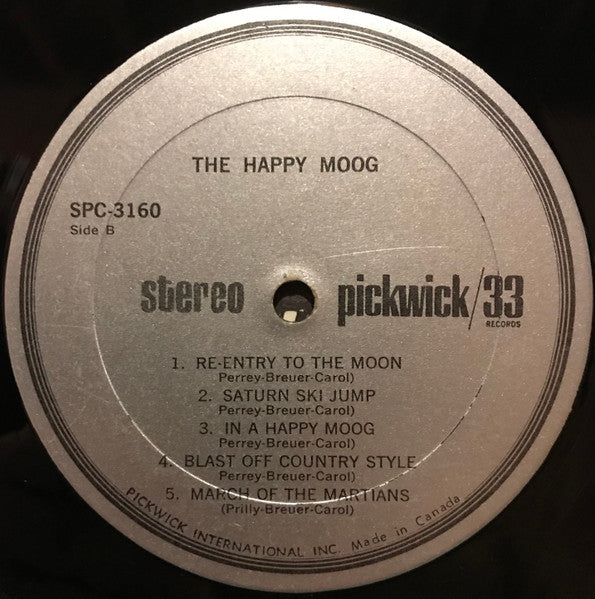 THE HAPPY MOOG
SPC-3160
Side B
stereo pickwick/33
RECORDS
1. RE-ENTRY TO THE MOON
Perrey-Breuer-Carol)
2. SATURN SKI JUMP
Perrey-Breuer-Carol)
3. IN A HAPPY MOOG
Perrey-Breuer-Carol)
4. BLAST OFF COUNTRY STYLE
Perrey-Breuer-Carol)
5. MARCH OF THE MARTIANS
(Prilly-Breuer-Carol)
PICKWICK INTERNATIONAL INC. Made in Canada